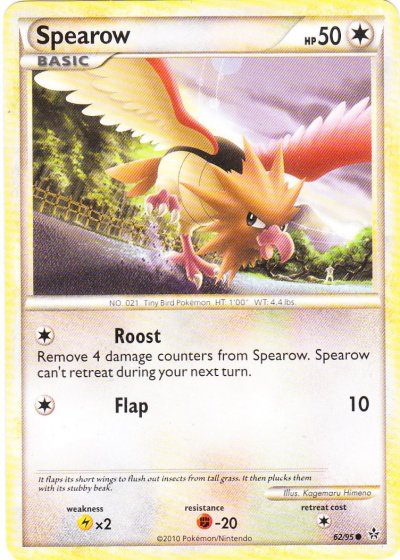 Spearow HP 50
BASIC
NO. 021 Tiny Bird Pokémon HT: 1'00" WT: 4.4 lbs.
Roost
Remove 4 damage counters from Spearow. Spearow
can't retreat during your next turn.
Flap 10
It flaps its short wings to flush out insects from tall grass. It then plucks them
with its stubby beak.
Illus. Kagemaru Himeno
weakness resistance retreat cost
x2 -20
©2010 Pokémon/Nintendo 62/95